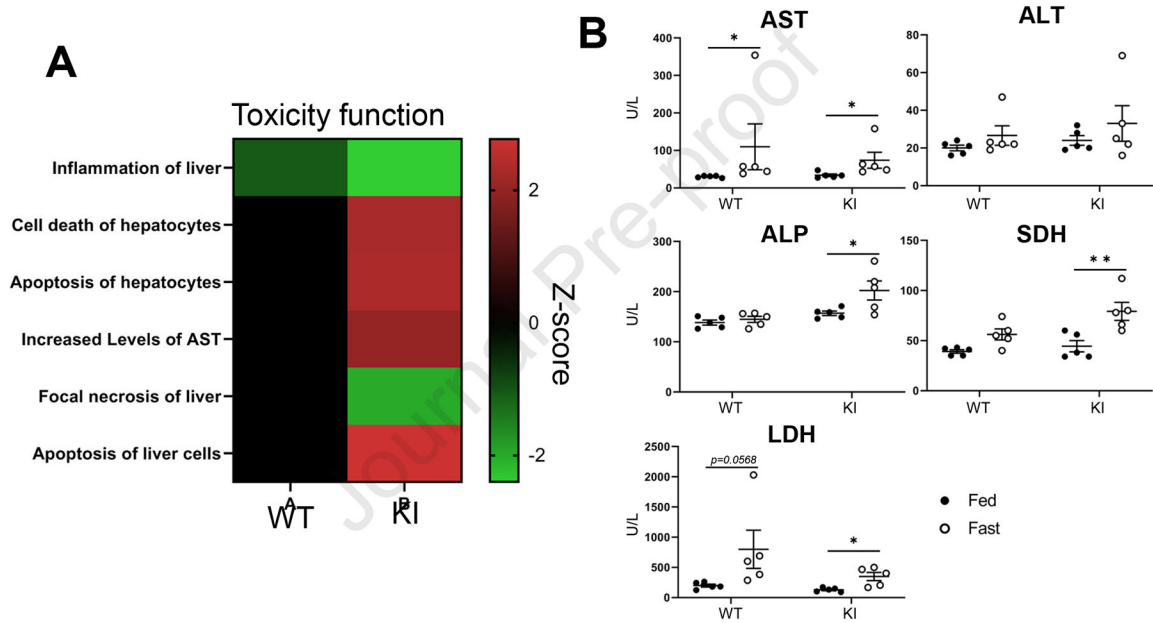 A
Toxicity function
Inflammation of liver
Cell death of hepatocytes
Apoptosis of hepatocytes
Increased Levels of AST
Focal necrosis of liver
Apoptosis of liver cells
A
B
WT
KI
2
0
-2
Z-score
B
AST
400
300
200
100
0
U/L
*
*
WT
KI
ALT
80
60
40
20
0
WT
KI
ALP
300
200
150
100
0
U/L
*
WT
KI
SDH
150
100
50
0
* *
WT
KI
LDH
2500
2000
1500
1000
500
0
U/L
p=0.0568
*
WT
KI
Fed
Fast
Journal Pre-proof